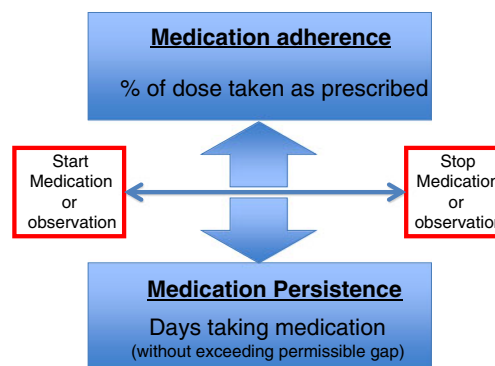 Medication adherence
% of dose taken as prescribed
Start
Medication
or
observation
Stop
Medication
or
observation
Medication Persistence
Days taking medication
(without exceeding permissible gap)